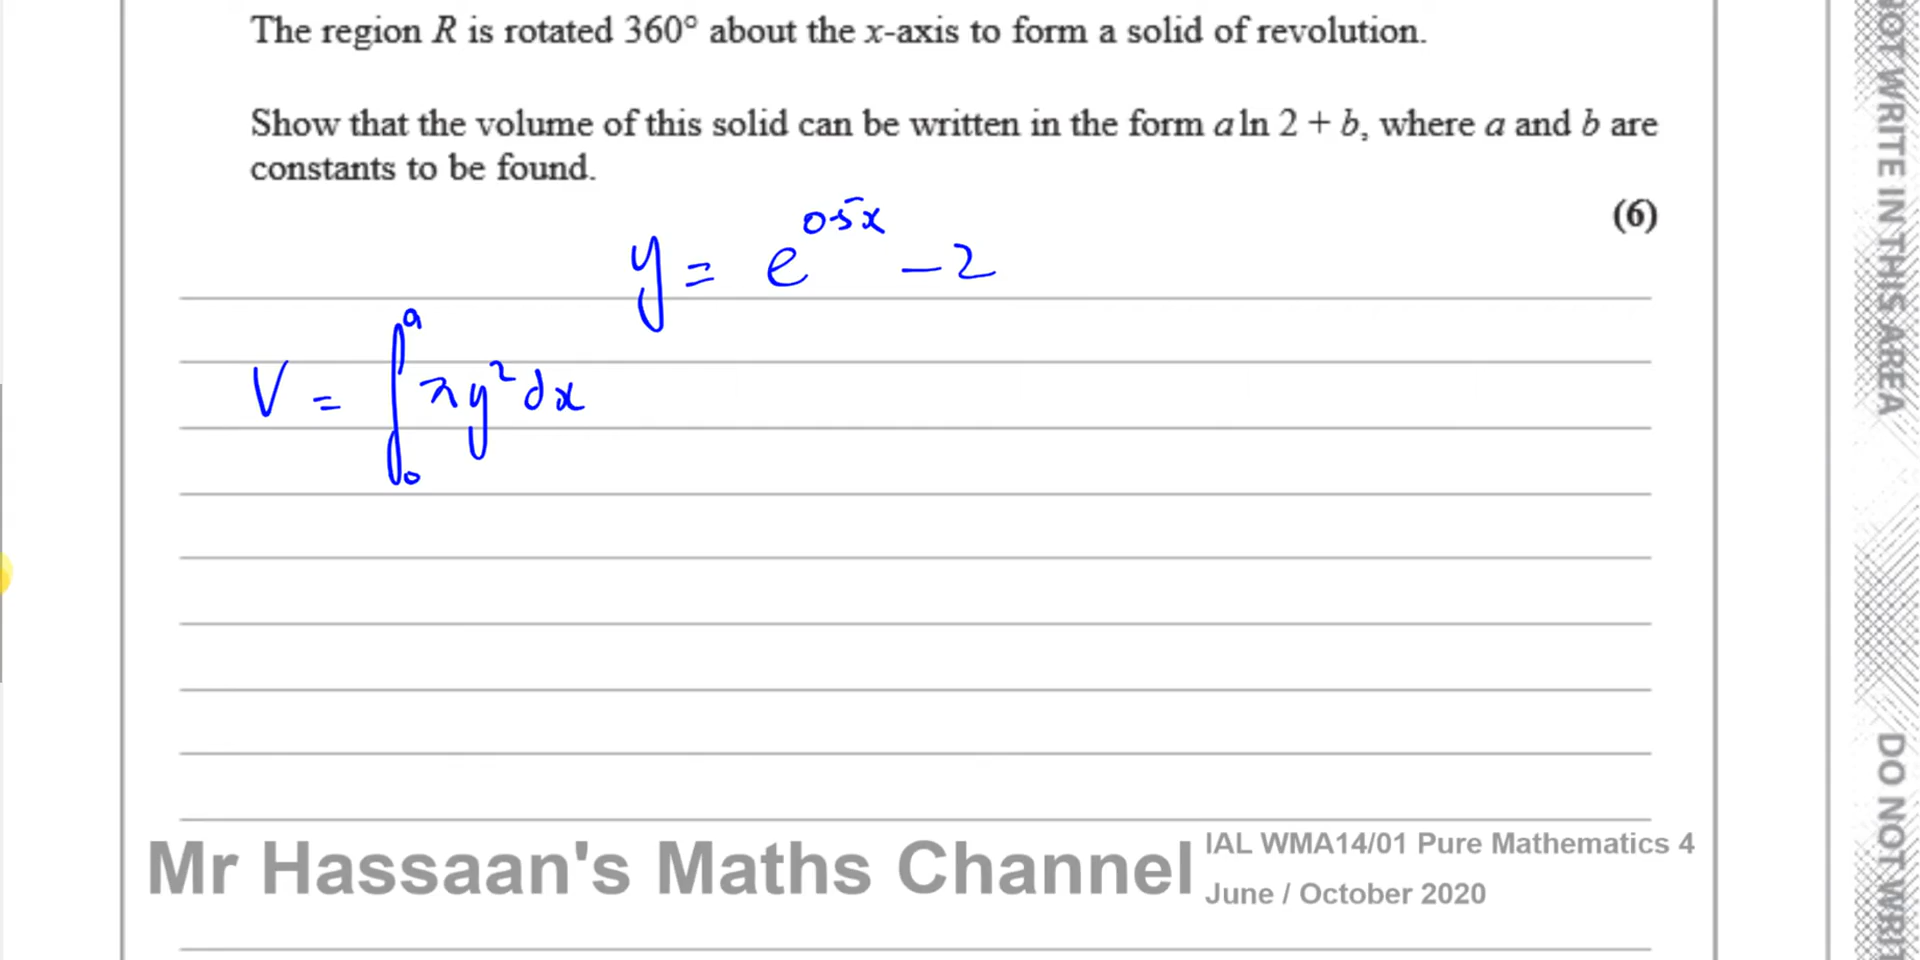 The region R is rotated 360° about the x-axis to form a solid of revolution.
Show that the volume of this solid can be written in the form a ln 2 + b, where a and b are
constants to be found.
(6)
y = e^{0.5x} - 2
V = ∫_0^a πy² dx
Mr Hassaan's Maths Channel
IAL WMA14/01 Pure Mathematics 4
June / October 2020
NOT WRITE IN THIS AREA
DO NOT WRIT